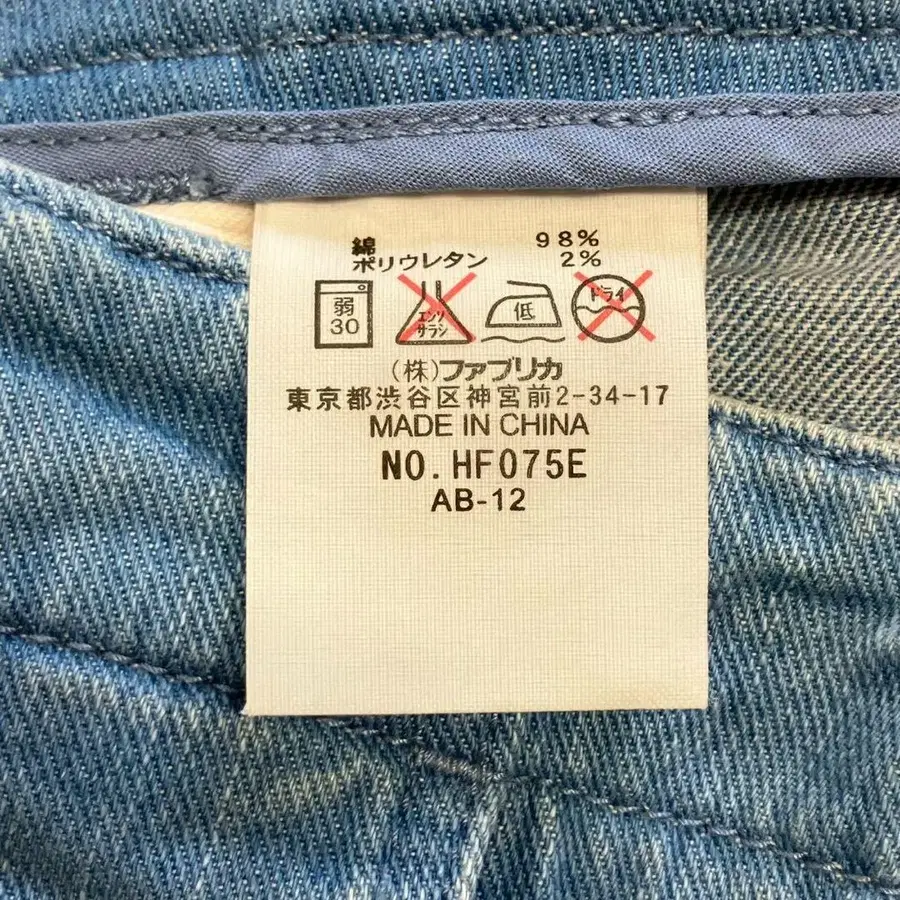 綿 98%
ポリウレタン 2%
弱 30 エンソ サラシ 低 ドライ
(株)ファブリカ
東京都渋谷区神宮前2-34-17
MADE IN CHINA
NO.HF075E
AB-12